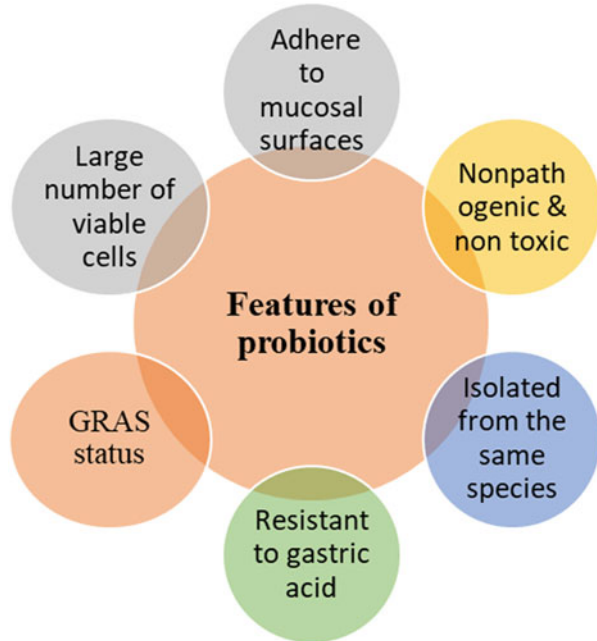 Adhere
to
mucosal
surfaces
Large
number of
viable
cells
Nonpath
ogenic &
non toxic
Features of
probiotics
GRAS
status
Isolated
from the
same
species
Resistant
to gastric
acid